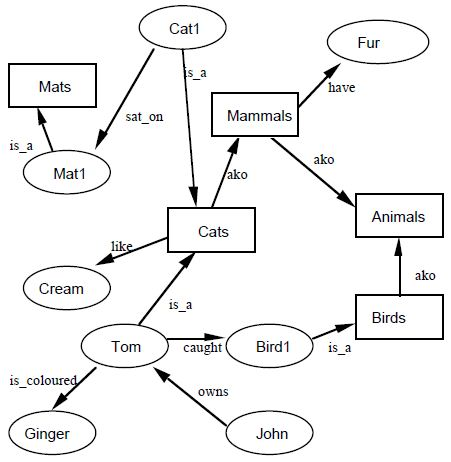 Cat1
Fur
is_a
Mats
have
Mammals
sat_on
is_a
ako
Mat1
ako
Cats
Animals
like
Cream
ako
is_a
Birds
Tom
caught
Bird1
is_a
is_coloured
owns
Ginger
John